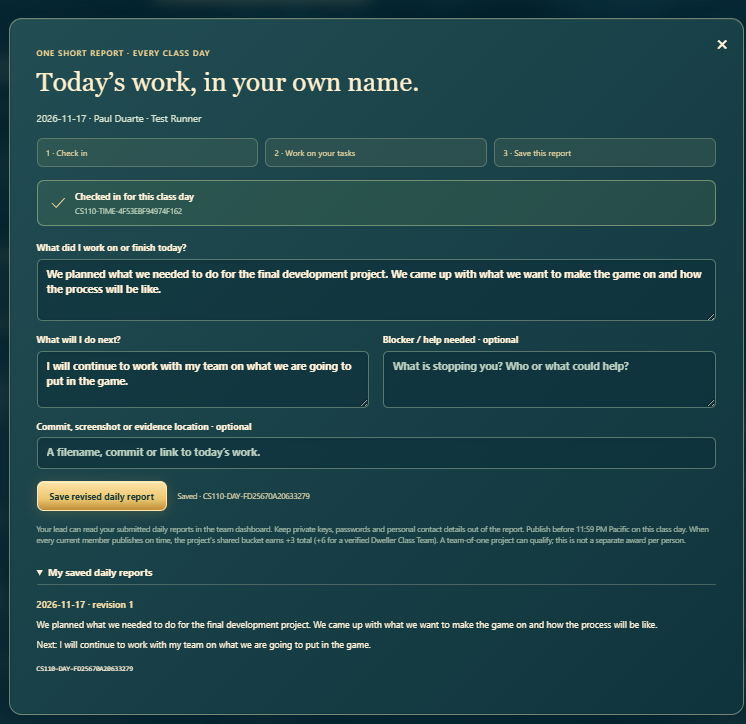 ONE SHORT REPORT · EVERY CLASS DAY
Today's work, in your own name.
2026-11-17 · Paul Duarte · Test Runner
1 · Check in
2 · Work on your tasks
3 · Save this report
Checked in for this class day
CS110-TIME-4F53EBF94974F162
What did I work on or finish today?
We planned what we needed to do for the final development project. We came up with what we want to make the game on and how
the process will be like.
What will I do next?
I will continue to work with my team on what we are going to
put in the game.
Blocker / help needed · optional
What is stopping you? Who or what could help?
Commit, screenshot or evidence location · optional
A filename, commit or link to today's work.
Save revised daily report
Saved · CS110-DAY-FD25670A20633279
Your lead can read your submitted daily reports in the team dashboard. Keep private keys, passwords and personal contact details out of the report. Publish before 11:59 PM Pacific on this class day. When
every current member publishes on time, the project's shared bucket earns +3 total (+6 for a verified Dweller Class Team). A team-of-one project can qualify; this is not a separate award per person.
▼ My saved daily reports
2026-11-17 · revision 1
We planned what we needed to do for the final development project. We came up with what we want to make the game on and how the process will be like.
Next: I will continue to work with my team on what we are going to put in the game.
CS110-DAY-FD25670A20633279